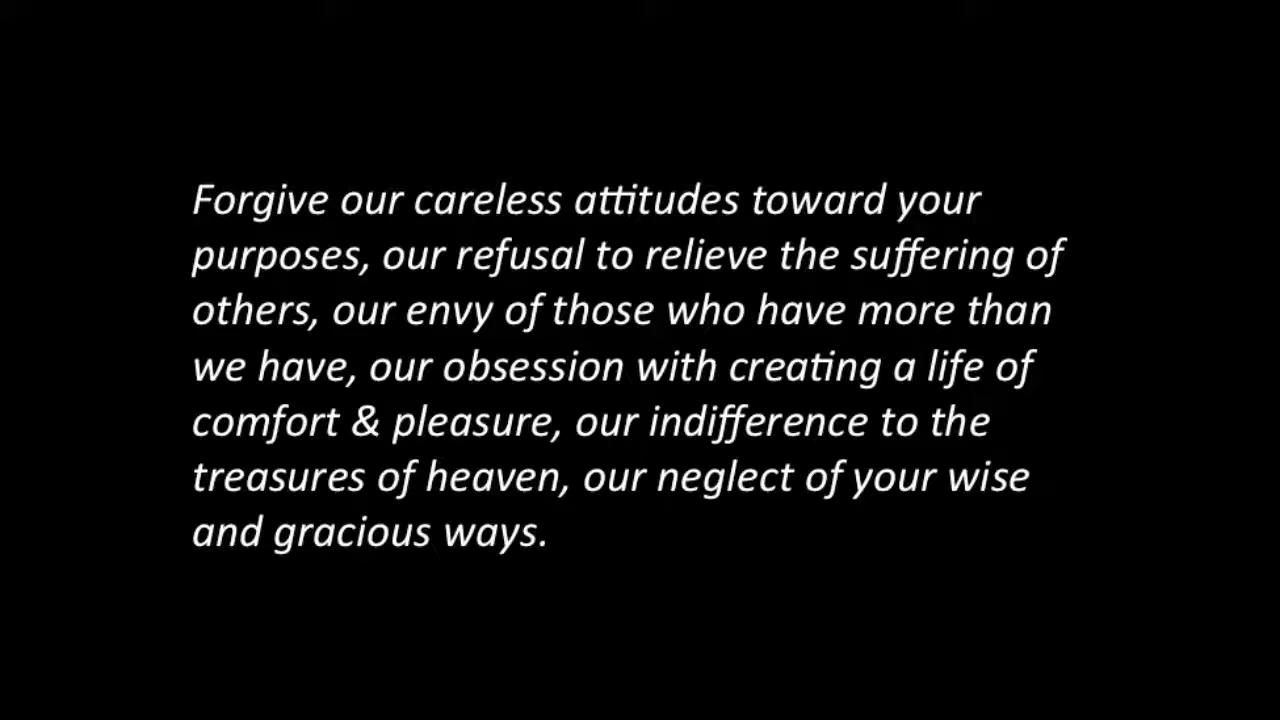 Forgive our careless attitudes toward your
purposes, our refusal to relieve the suffering of
others, our envy of those who have more than
we have, our obsession with creating a life of
comfort & pleasure, our indifference to the
treasures of heaven, our neglect of your wise
and gracious ways.